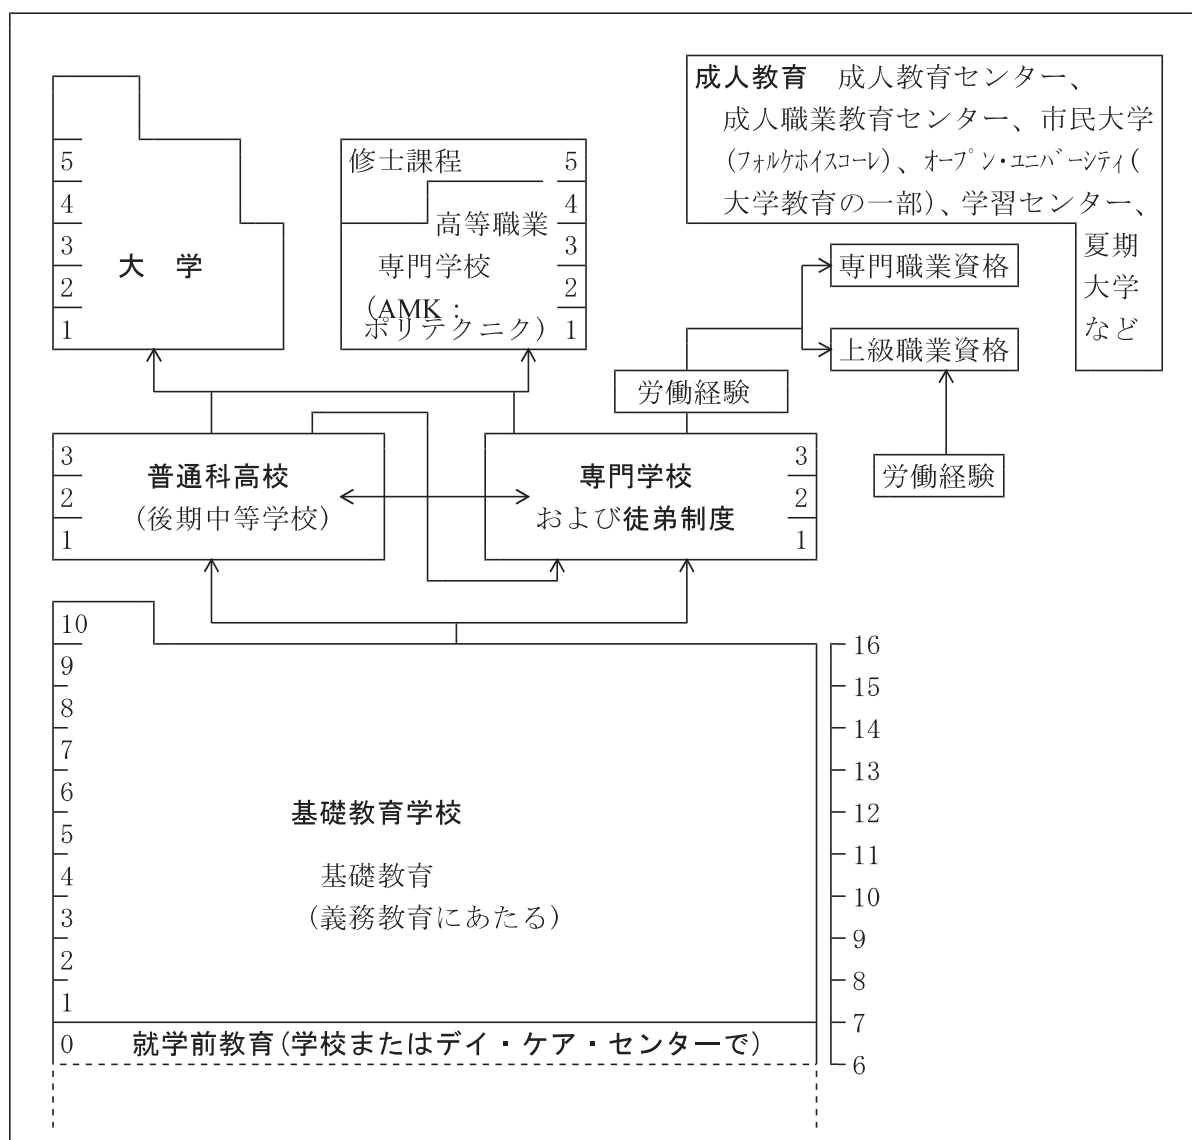 成人教育　成人教育センター、
成人職業教育センター、市民大学
(フォルケホイスコーレ)、オープン・ユニバーシティ(
大学教育の一部)、学習センター、
夏期
大学
など
5
4
3
2
1
大　学
修士課程
高等職業
専門学校
(AMK：
ポリテクニク)
5
4
3
2
1
専門職業資格
上級職業資格
労働経験
労働経験
3
2
1
普通科高校
(後期中等学校)
専門学校
および徒弟制度
3
2
1
10
9
8
7
6
5
4
3
2
1
0
基礎教育学校
基礎教育
(義務教育にあたる)
就学前教育(学校またはデイ・ケア・センターで)
16
15
14
13
12
11
10
9
8
7
6